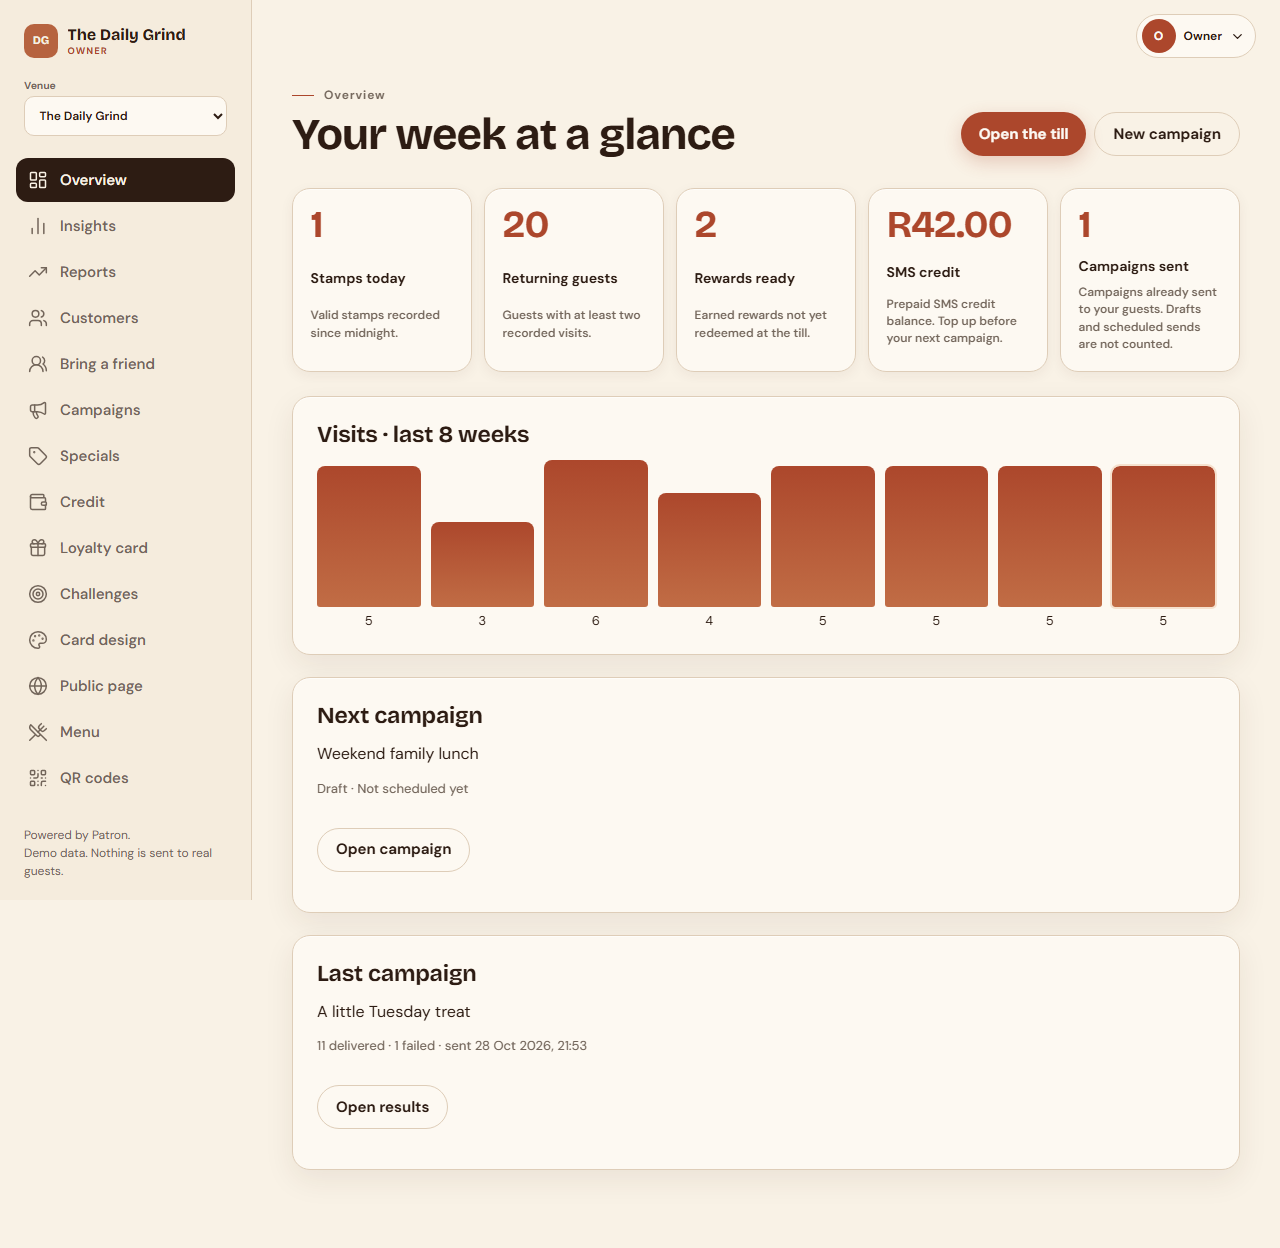 DG
The Daily Grind
OWNER
Venue
The Daily Grind
Overview
Insights
Reports
Customers
Bring a friend
Campaigns
Specials
Credit
Loyalty card
Challenges
Card design
Public page
Menu
QR codes
Powered by Patron.
Demo data. Nothing is sent to real
guests.
O
Owner
Overview
Your week at a glance
Open the till
New campaign
1
Stamps today
Valid stamps recorded
since midnight.
20
Returning guests
Guests with at least two
recorded visits.
2
Rewards ready
Earned rewards not yet
redeemed at the till.
R42.00
SMS credit
Prepaid SMS credit
balance. Top up before
your next campaign.
1
Campaigns sent
Campaigns already sent
to your guests. Drafts
and scheduled sends
are not counted.
Visits · last 8 weeks
5 3 6 4 5 5 5 5
Next campaign
Weekend family lunch
Draft · Not scheduled yet
Open campaign
Last campaign
A little Tuesday treat
11 delivered · 1 failed · sent 28 Oct 2026, 21:53
Open results